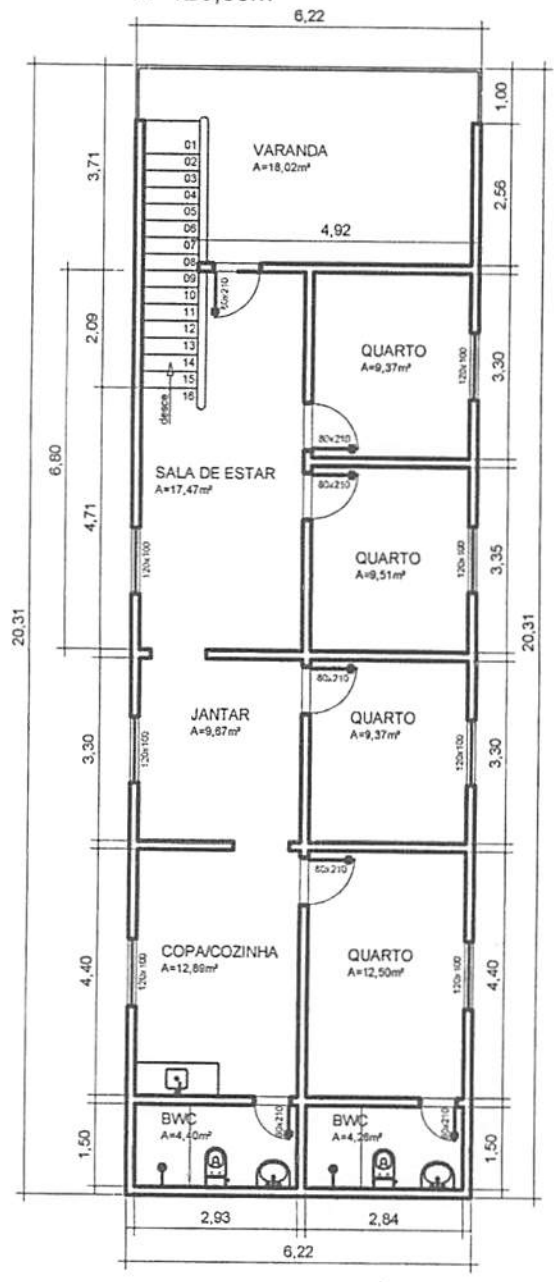 6,22
1,00
3,71
01
02
03
04
05
06
07
08
09
10
11
12
13
14
15
16
VARANDA
A=18,02m²
2,56
4,92
80x210
2,09
desce
QUARTO
A=9,37m²
120x100
3,30
80x210
6,80
SALA DE ESTAR
A=17,47m²
80x210
4,71
120x100
QUARTO
A=9,51m²
120x100
3,35
20,31
20,31
80x210
JANTAR
A=9,67m²
QUARTO
A=9,37m²
3,30
120x100
120x100
3,30
80x210
COPA/COZINHA
A=12,89m²
QUARTO
A=12,50m²
4,40
120x100
120x100
4,40
BWC
A=4,40m²
60x210
BWC
A=4,26m²
60x210
1,50
1,50
2,93
2,84
6,22